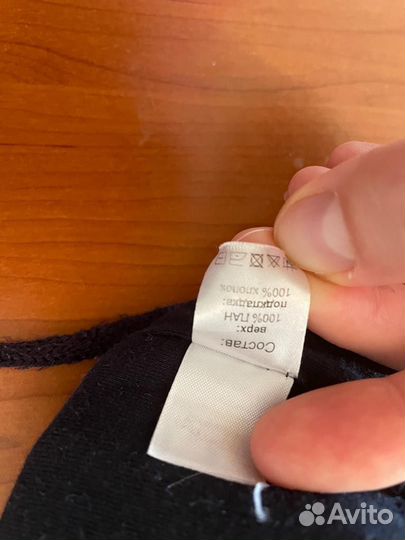 Состав:
верх:
100% ПАН
подкладка:
100% хлопок
Avito